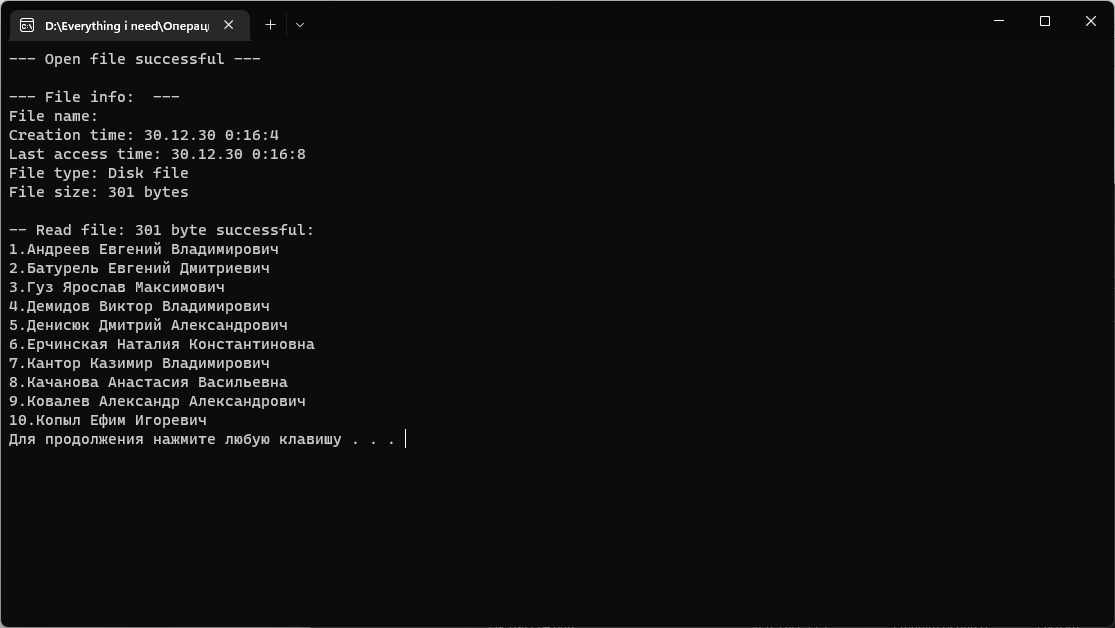 D:\Everything i need\Операц
--- Open file successful ---
--- File info:  ---
File name:
Creation time: 30.12.30 0:16:4
Last access time: 30.12.30 0:16:8
File type: Disk file
File size: 301 bytes
-- Read file: 301 byte successful:
1.Андреев Евгений Владимирович
2.Батурель Евгений Дмитриевич
3.Гуз Ярослав Максимович
4.Демидов Виктор Владимирович
5.Денисюк Дмитрий Александрович
6.Ерчинская Наталия Константиновна
7.Кантор Казимир Владимирович
8.Качанова Анастасия Васильевна
9.Ковалев Александр Александрович
10.Копыл Ефим Игоревич
Для продолжения нажмите любую клавишу . . .